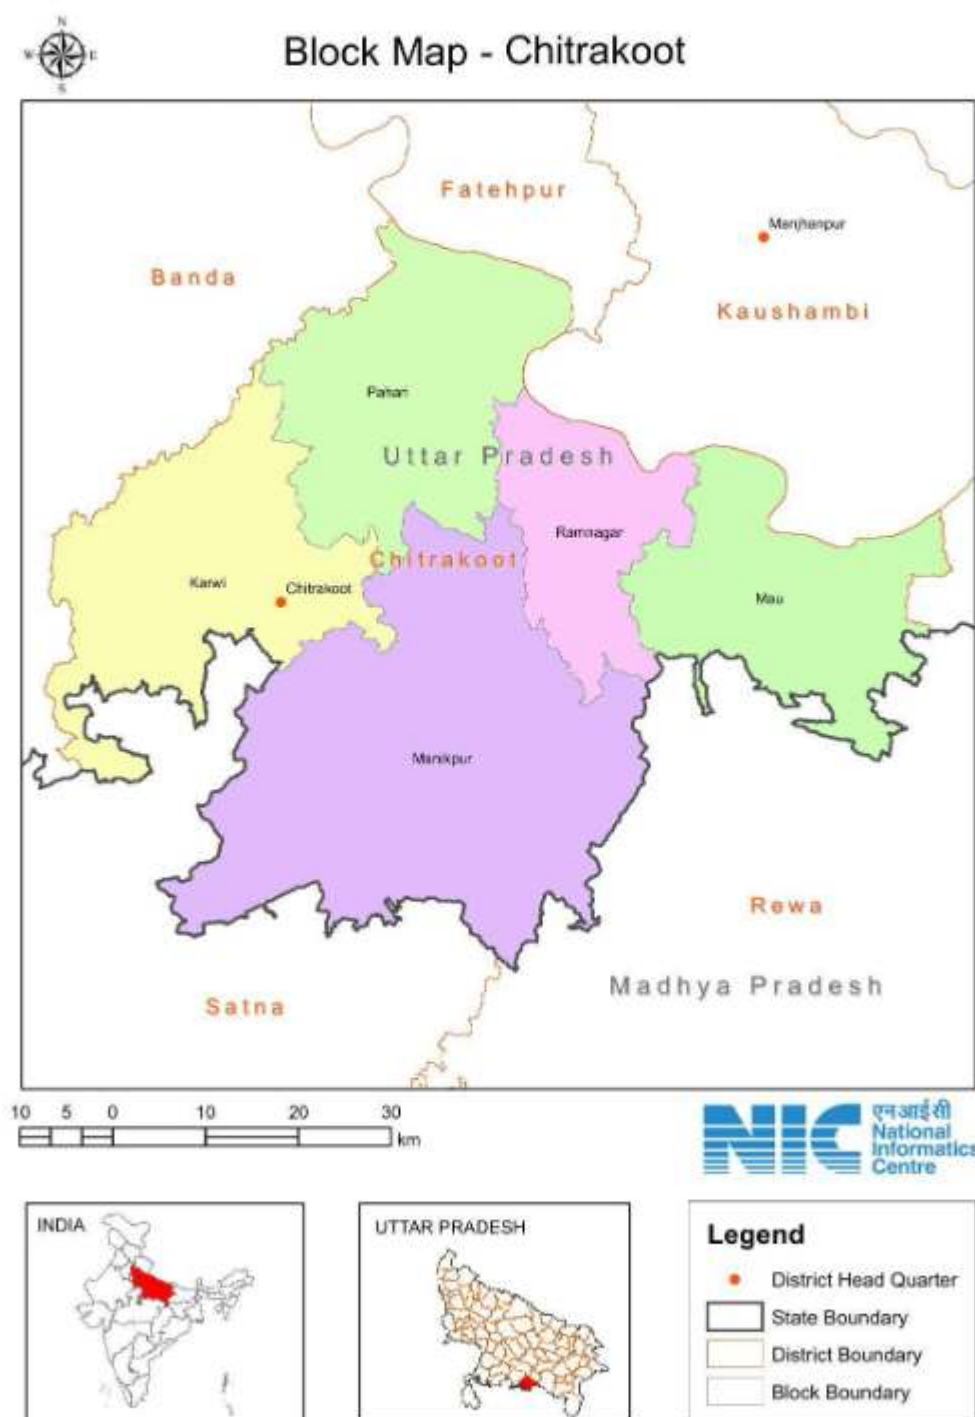 N
W E
S
Block Map - Chitrakoot
Fatehpur
Manjhanpur
Banda
Kaushambi
Pahari
Uttar Pradesh
Ramnagar
Chitrakoot
Karwi
Chitrakoot
Mau
Manikpur
Rewa
Madhya Pradesh
Satna
10 5 0 10 20 30
km
NIC
एनआईसी
National
Informatics
Centre
INDIA
UTTAR PRADESH
Legend
District Head Quarter
State Boundary
District Boundary
Block Boundary